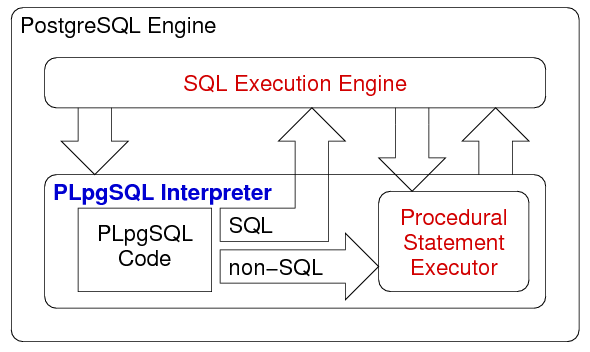 PostgreSQL Engine
SQL Execution Engine
PLpgSQL Interpreter
PLpgSQL
Code
SQL
non−SQL
Procedural
Statement
Executor